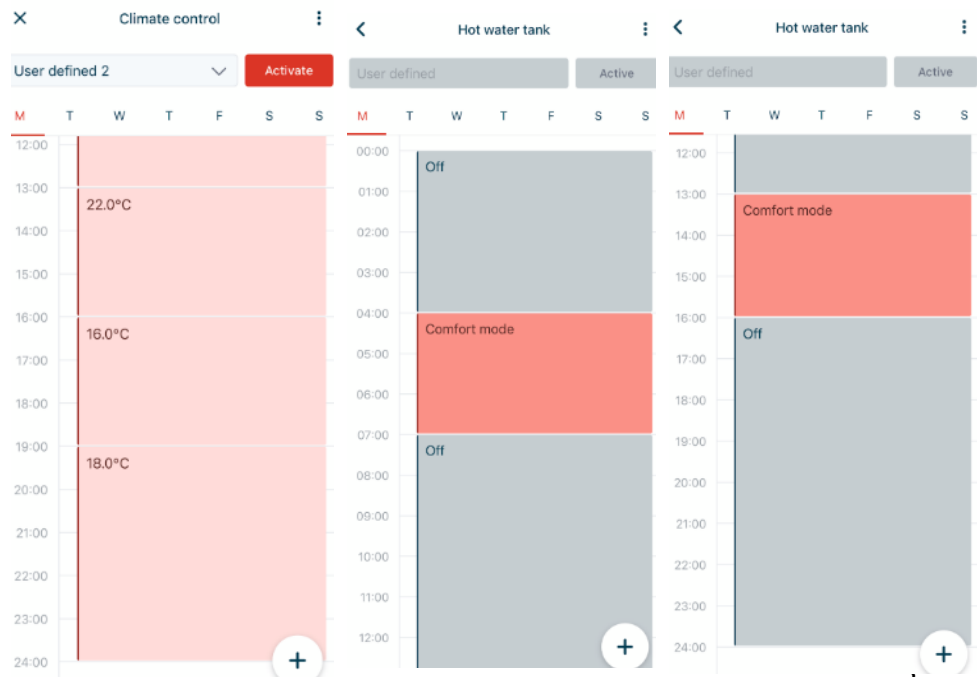 Climate control
User defined 2
Activate
M T W T F S S
12:00
13:00
22.0°C
14:00
15:00
16:00
16.0°C
17:00
18:00
19:00
18.0°C
20:00
21:00
22:00
23:00
24:00
Hot water tank
User defined
Active
M T W T F S S
00:00
Off
01:00
02:00
03:00
04:00
Comfort mode
05:00
06:00
07:00
Off
08:00
09:00
10:00
11:00
12:00
Hot water tank
User defined
Active
M T W T F S S
12:00
13:00
Comfort mode
14:00
15:00
16:00
Off
17:00
18:00
19:00
20:00
21:00
22:00
23:00
24:00